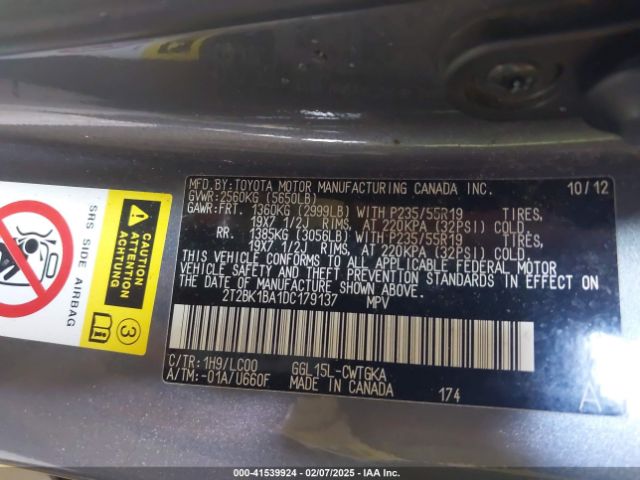 MFD.BY:TOYOTA MOTOR MANUFACTURING CANADA INC. 10/12
GVWR:2560KG (5650LB)
GAWR:FRT. 1360KG (2999LB) WITH P235/55R19 TIRES,
19X7 1/2J RIMS, AT 220KPA (32PSI) COLD.
RR. 1385KG (3056LB) WITH P235/55R19 TIRES,
19X7 1/2J RIMS, AT 220KPA (32PSI) COLD.
THIS VEHICLE CONFORMS TO ALL APPLICABLE FEDERAL MOTOR
VEHICLE SAFETY AND THEFT PREVENTION STANDARDS IN EFFECT ON
THE DATE OF MANUFACTURE SHOWN ABOVE.
2T2BK1BA1DC179137 MPV
C/TR: 1H9/LC00 GGL15L-CWTGKA
A/TM:-01A/U660F MADE IN CANADA 174
A
CAUTION
ATTENTION
SRS SIDE AIRBAG
3
000-41539924 - 02/07/2025 - IAA Inc.